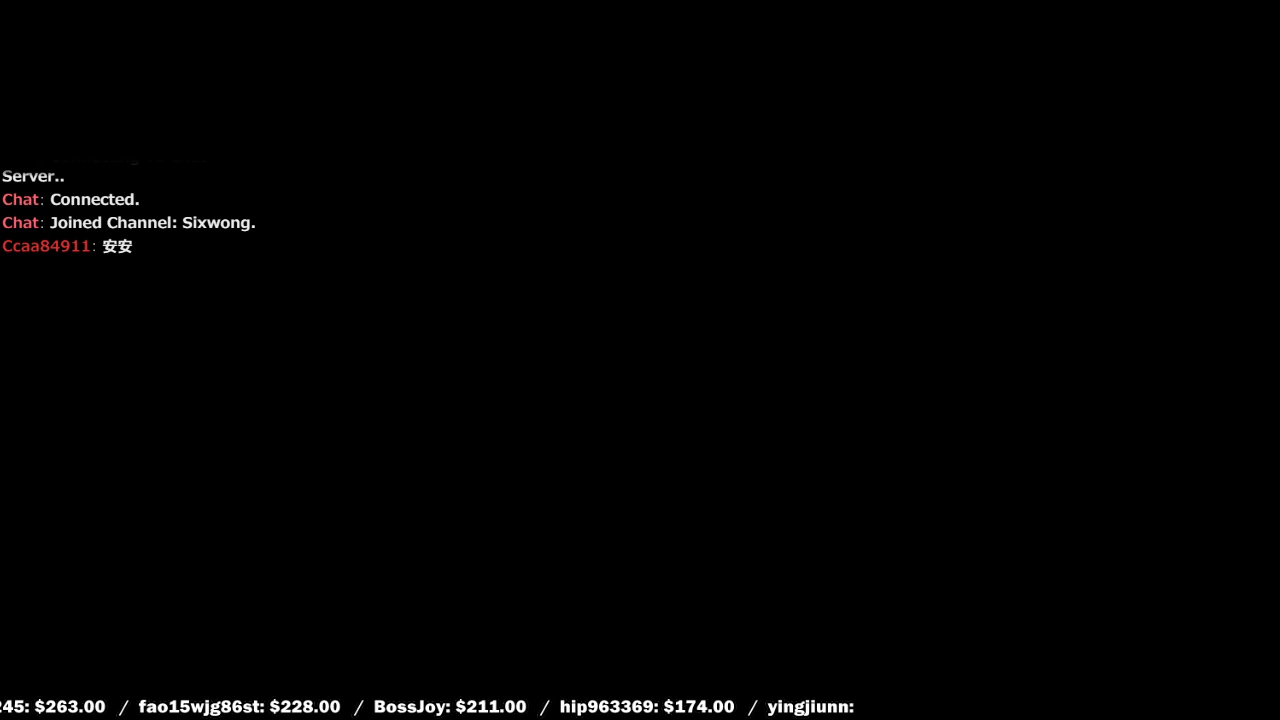 Server..
Chat: Connected.
Chat: Joined Channel: Sixwong.
Ccaa84911: 安安
245: $263.00 / fao15wjg86st: $228.00 / BossJoy: $211.00 / hip963369: $174.00 / yingjiunn: